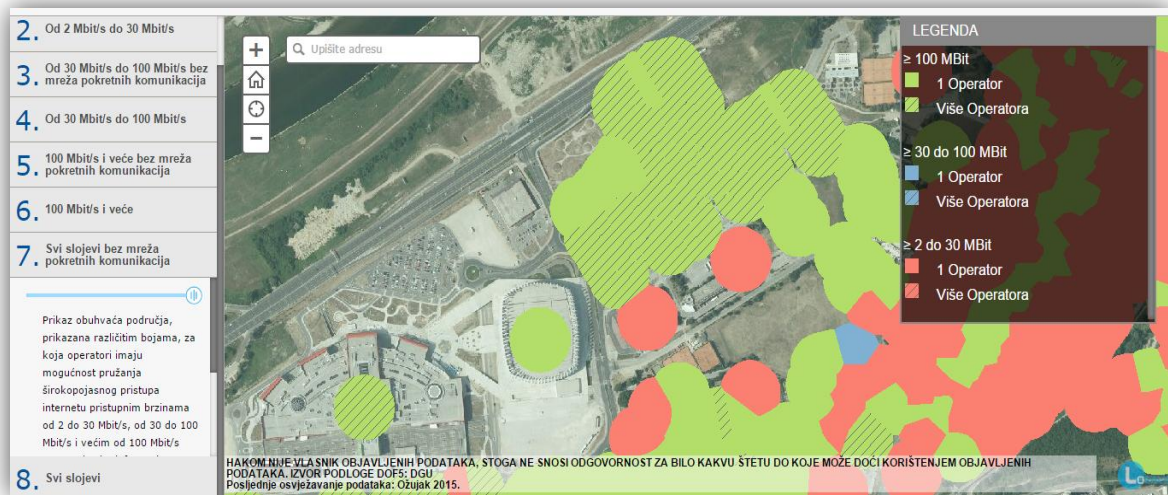 2. Od 2 Mbit/s do 30 Mbit/s
3. Od 30 Mbit/s do 100 Mbit/s bez
mreža pokretnih komunikacija
4. Od 30 Mbit/s do 100 Mbit/s
5. 100 Mbit/s i veće bez mreža
pokretnih komunikacija
6. 100 Mbit/s i veće
7. Svi slojevi bez mreža
pokretnih komunikacija
Prikaz obuhvaća područja,
prikazana različitim bojama, za
koja operatori imaju
mogućnost pružanja
širokopojasnog pristupa
internetu pristupnim brzinama
od 2 do 30 Mbit/s, od 30 do 100
Mbit/s i većim od 100 Mbit/s
8. Svi slojevi
+
Upišite adresu
−
LEGENDA
≥ 100 MBit
1 Operator
Više Operatora
≥ 30 do 100 MBit
1 Operator
Više Operatora
≥ 2 do 30 MBit
1 Operator
Više Operatora
HAKOM NIJE VLASNIK OBJAVLJENIH PODATAKA, STOGA NE SNOSI ODGOVORNOST ZA BILO KAKVU ŠTETU DO KOJE MOŽE DOĆI KORIŠTENJEM OBJAVLJENIH
PODATAKA. IZVOR PODLOGE DOF5: DGU
Posljednje osvježavanje podataka: Ožujak 2015.